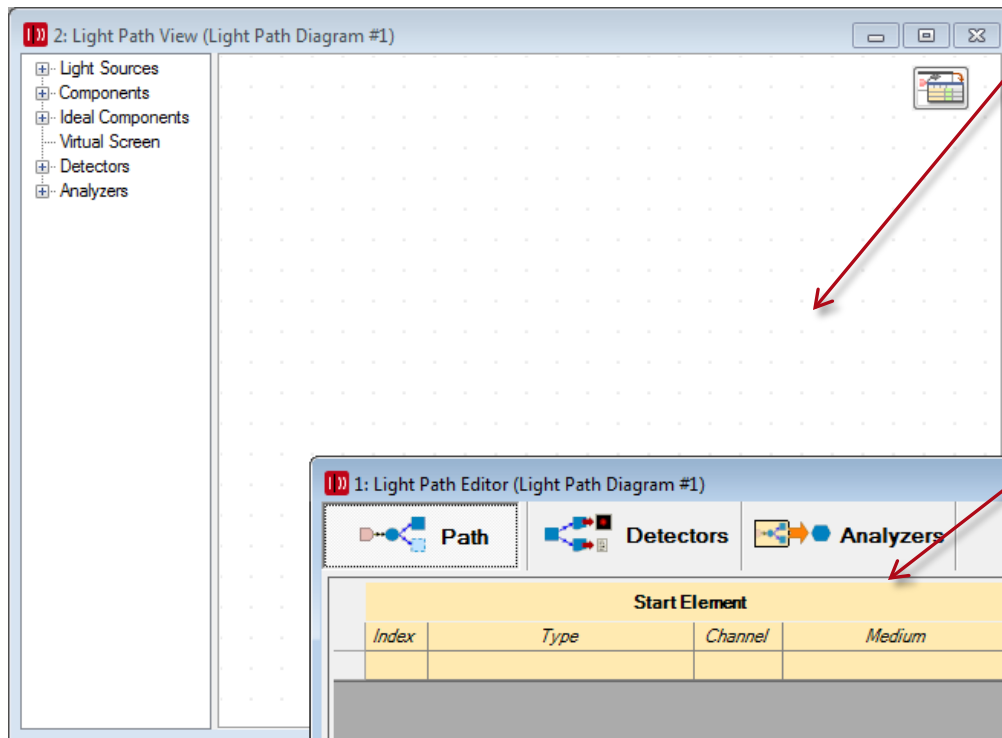 2: Light Path View (Light Path Diagram #1)
Light Sources
Components
Ideal Components
Virtual Screen
Detectors
Analyzers
1: Light Path Editor (Light Path Diagram #1)
Path Detectors Analyzers
Start Element
Index Type Channel Medium